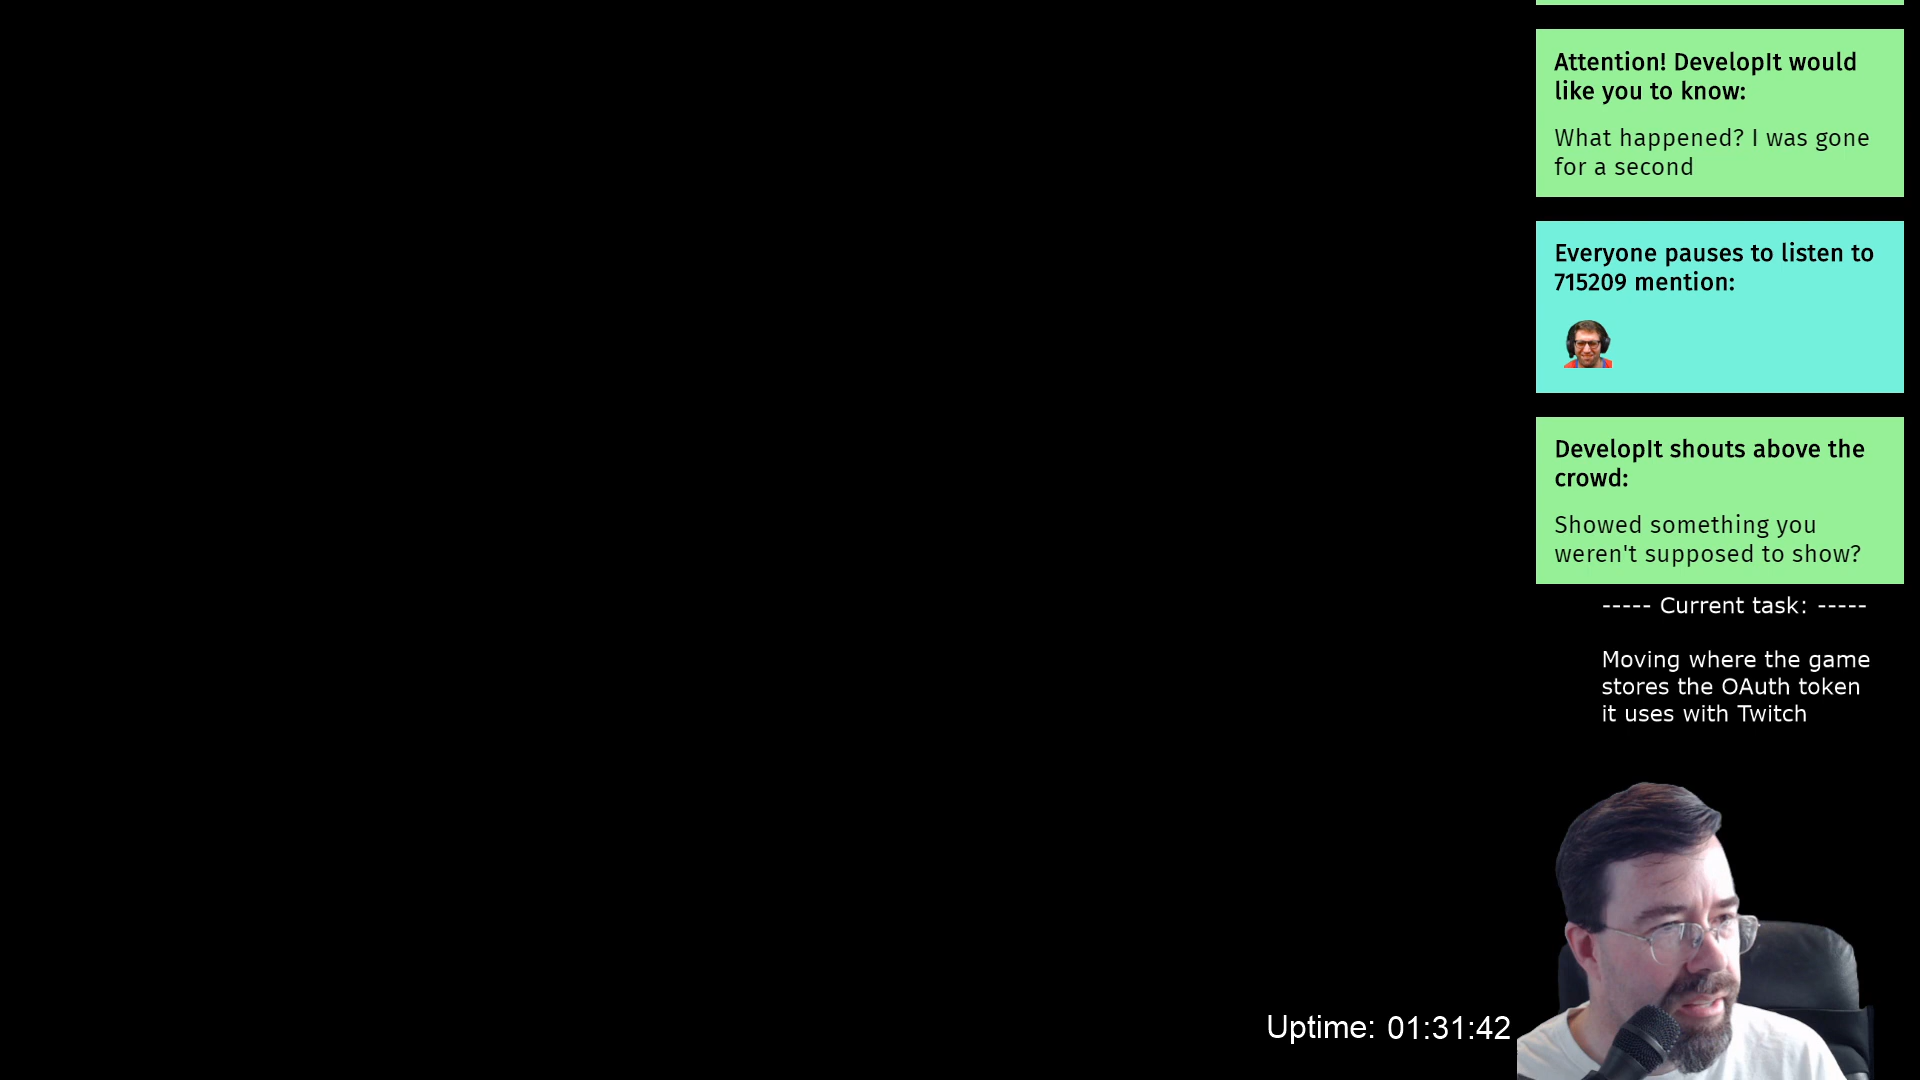 Attention! DevelopIt would
like you to know:
What happened? I was gone
for a second
Everyone pauses to listen to
715209 mention:
DevelopIt shouts above the
crowd:
Showed something you
weren't supposed to show?
----- Current task: -----
Moving where the game
stores the OAuth token
it uses with Twitch
Uptime: 01:31:42